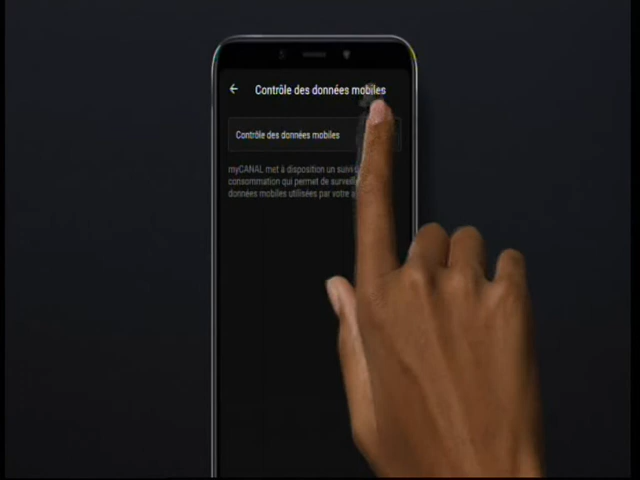 Contrôle des données mobiles
Contrôle des données mobiles
myCANAL met à disposition un suivi
consommation qui permet de
données mobiles utilisées par votre